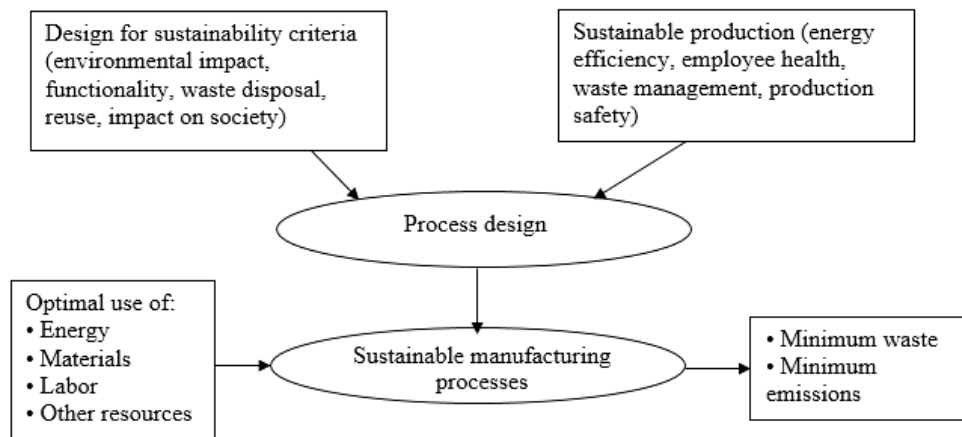 Design for sustainability criteria
(environmental impact,
functionality, waste disposal,
reuse, impact on society)
Sustainable production (energy
efficiency, employee health,
waste management, production
safety)
Process design
Optimal use of:
• Energy
• Materials
• Labor
• Other resources
Sustainable manufacturing
processes
• Minimum waste
• Minimum
emissions